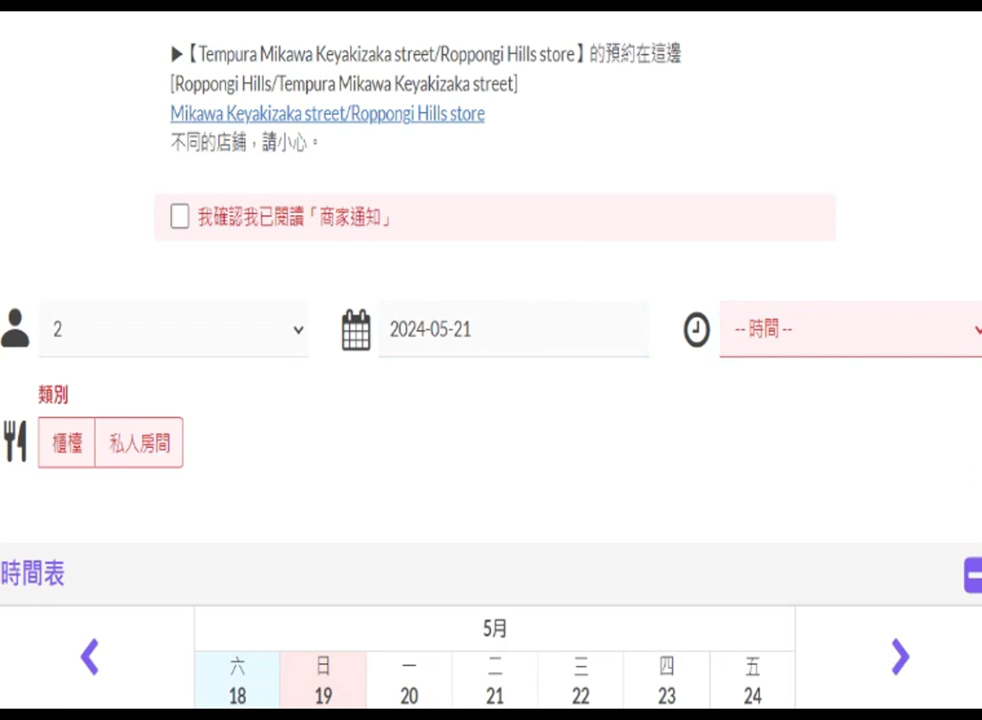 ▶【Tempura Mikawa Keyakizaka street/Roppongi Hills store】的預約在這邊
[Roppongi Hills/Tempura Mikawa Keyakizaka street]
Mikawa Keyakizaka street/Roppongi Hills store
不同的店鋪，請小心。
我確認我已閱讀「商家通知」
2 2024-05-21 -- 時間 --
類別
櫃檯 私人房間
時間表
5月
六 日 一 二 三 四 五
18 19 20 21 22 23 24